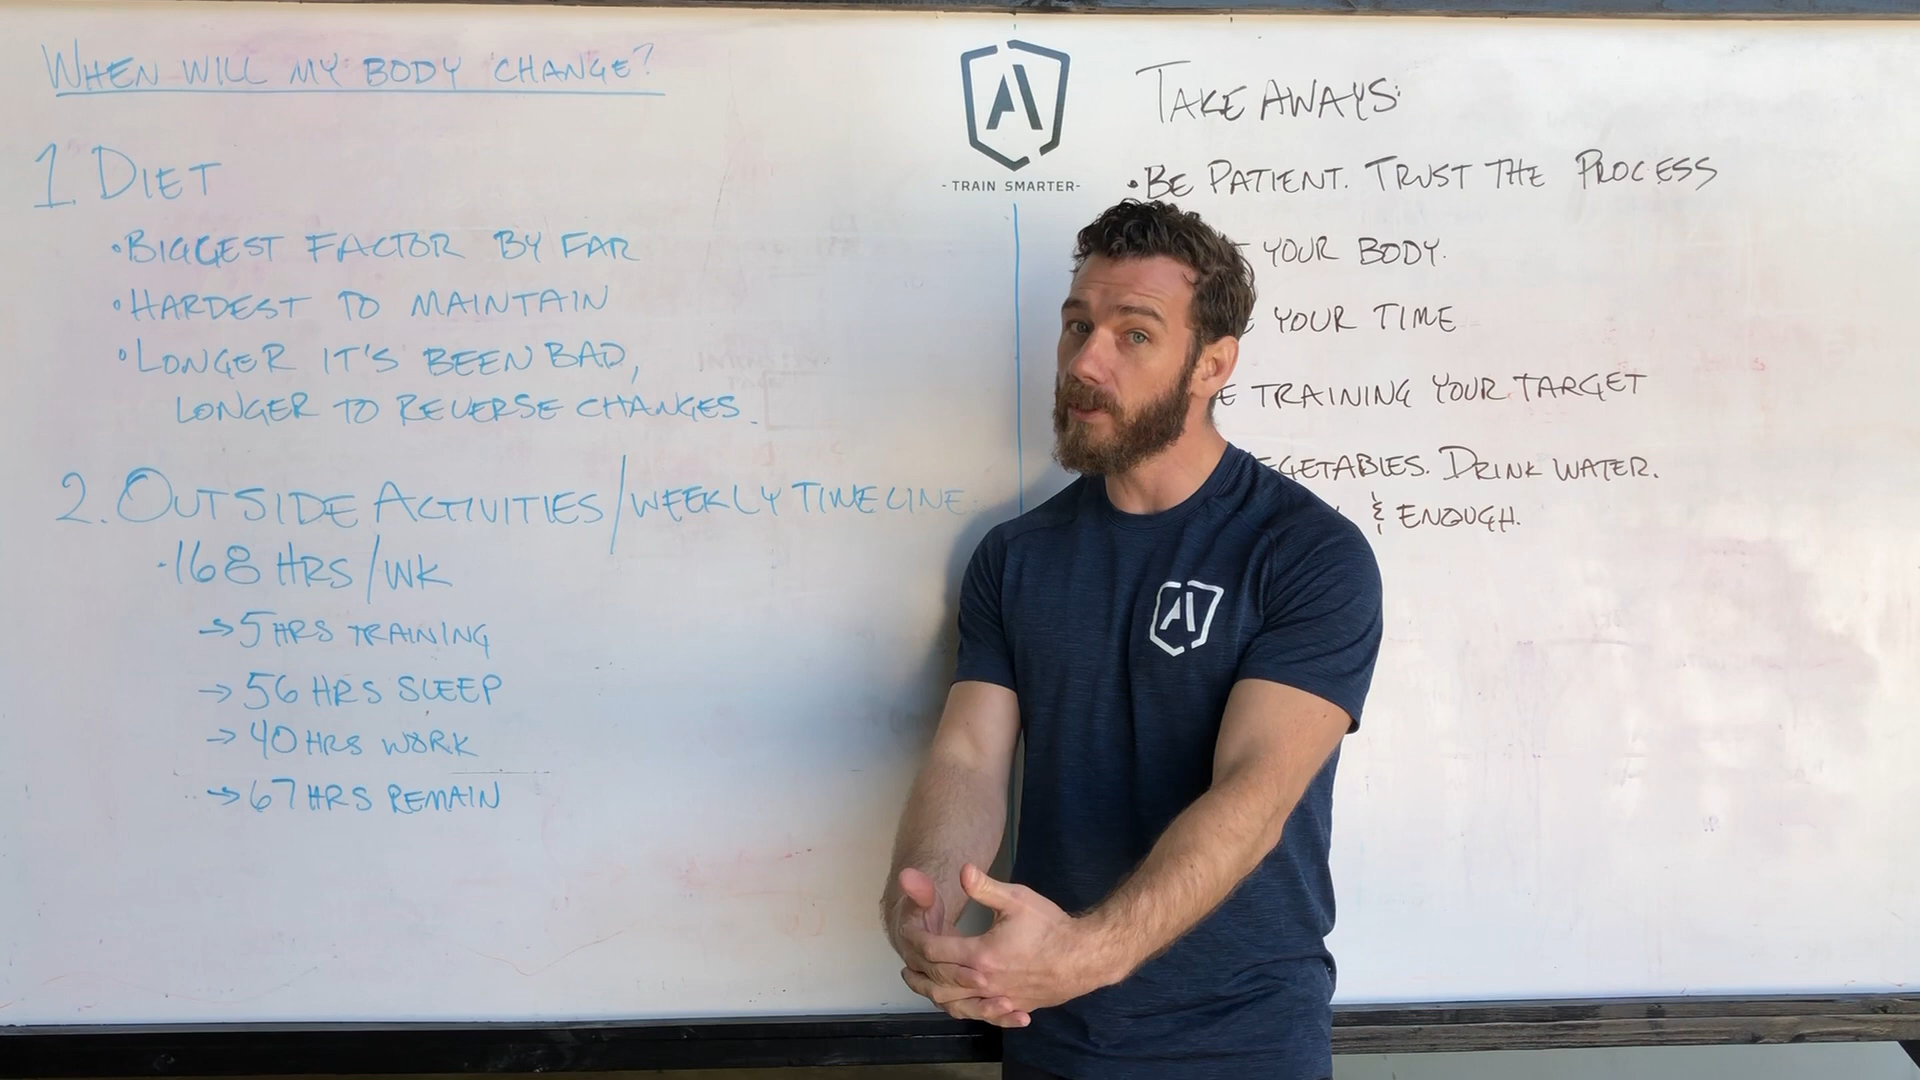 WHEN WILL MY BODY CHANGE?
1. DIET
• BIGGEST FACTOR BY FAR
• HARDEST TO MAINTAIN
• LONGER IT'S BEEN BAD,
LONGER TO REVERSE CHANGES.
2. OUTSIDE ACTIVITIES/WEEKLY TIMELINE
• 168 HRS/WK
→ 5 HRS TRAINING
→ 56 HRS SLEEP
→ 40 HRS WORK
→ 67 HRS REMAIN
A
- TRAIN SMARTER -
TAKE AWAYS:
• BE PATIENT. TRUST THE PROCESS
YOUR BODY.
YOUR TIME
TRAINING YOUR TARGET
DRINK WATER.
& ENOUGH.
A